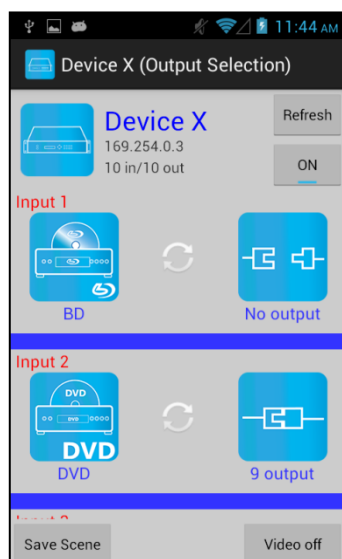 11:44 AM
Device X (Output Selection)
Device X
169.254.0.3
10 in/10 out
Refresh
ON
Input 1
BD
No output
Input 2
DVD
DVD
DVD
9 output
Save Scene
Video off